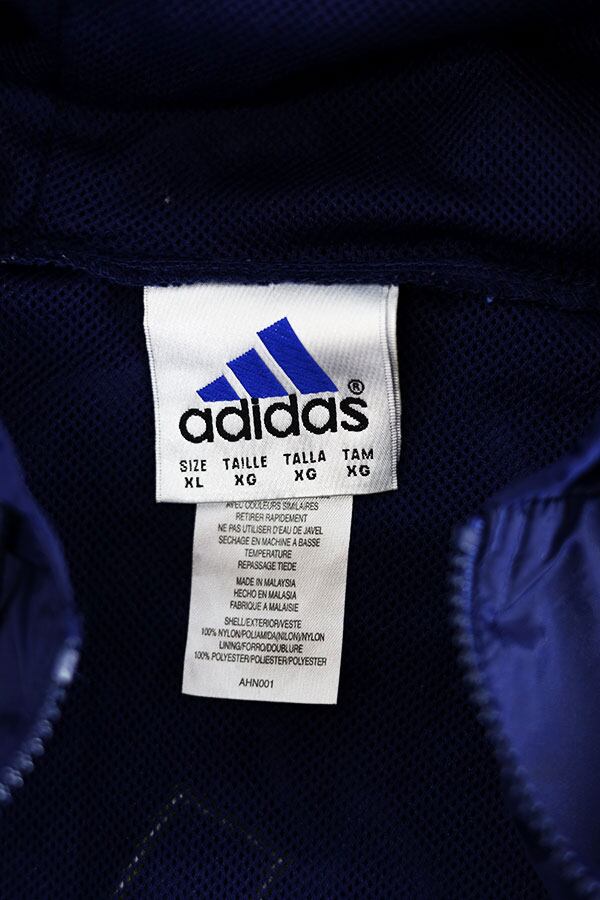 ®
adidas
SIZE TAILLE TALLA TAM
XL XG XG XG
AVEC COULEURS SIMILAIRES
RETIRER RAPIDEMENT
NE PAS UTILISER D'EAU DE JAVEL
SECHAGE EN MACHINE A BASSE
TEMPERATURE
REPASSAGE TIEDE
MADE IN MALAYSIA
HECHO EN MALASIA
FABRIQUE A MALAISIE
SHELL/EXTERIOR/VESTE
100% NYLON/POLIAMIDA(NILON)/NYLON
LINING/FORRO/DOUBLURE
100% POLYESTER/POLIESTER/POLYESTER
AHN001